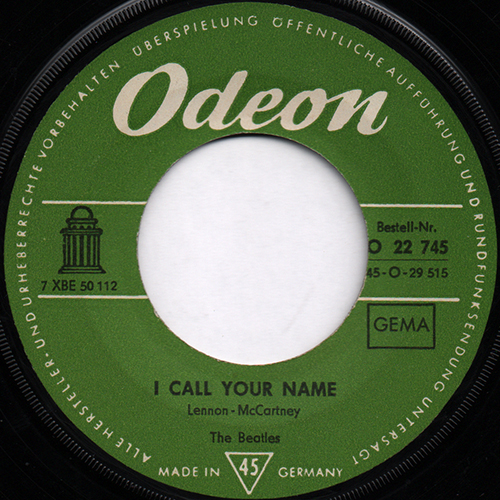 ALLE HERSTELLER- UND URHEBERRECHTE VORBEHALTEN ÜBERSPIELUNG ÖFFENTLICHE AUFFÜHRUNG UND RUNDFUNKSENDUNG UNTERSAGT
Odeon
Bestell-Nr.
O 22 745
45-O-29 515
7 XBE 50 112
GEMA
I CALL YOUR NAME
Lennon - McCartney
The Beatles
MADE IN 45 GERMANY